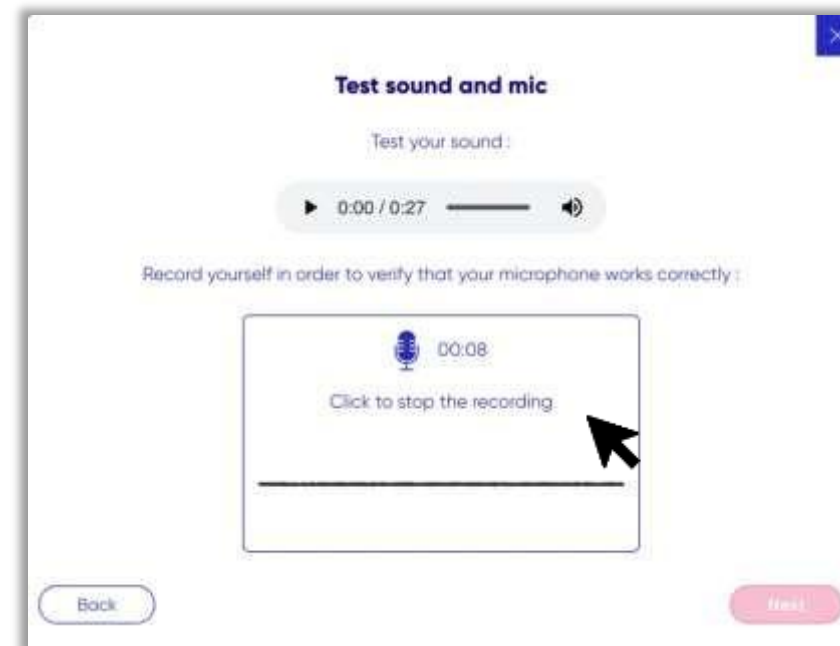 Test sound and mic
Test your sound :
0:00 / 0:27
Record yourself in order to verify that your microphone works correctly :
00:08
Click to stop the recording
Back
Next